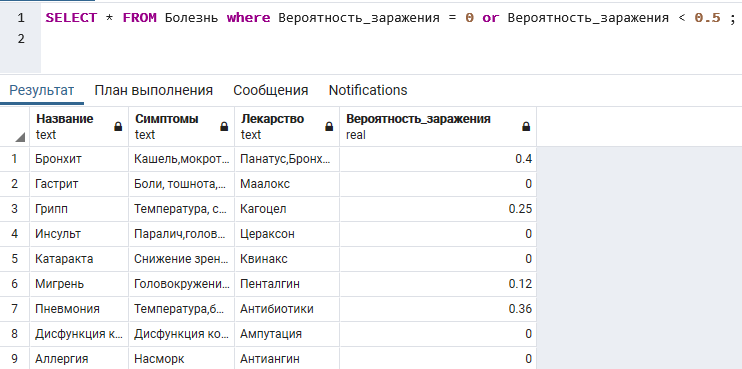 1 SELECT * FROM Болезнь where Вероятность_заражения = 0 or Вероятность_заражения < 0.5 ;
2
Результат План выполнения Сообщения Notifications
Название Симптомы Лекарство Вероятность_заражения
text text text real
1 Бронхит Кашель,мокрот... Панатус,Бронх... 0.4
2 Гастрит Боли, тошнота,... Маалокс 0
3 Грипп Температура, с... Кагоцел 0.25
4 Инсульт Паралич,голов... Цераксон 0
5 Катаракта Снижение зрен... Квинакс 0
6 Мигрень Головокружени... Пенталгин 0.12
7 Пневмония Температура,б... Антибиотики 0.36
8 Дисфункция к... Дисфункция ко... Ампутация 0
9 Аллергия Насморк Антиангин 0